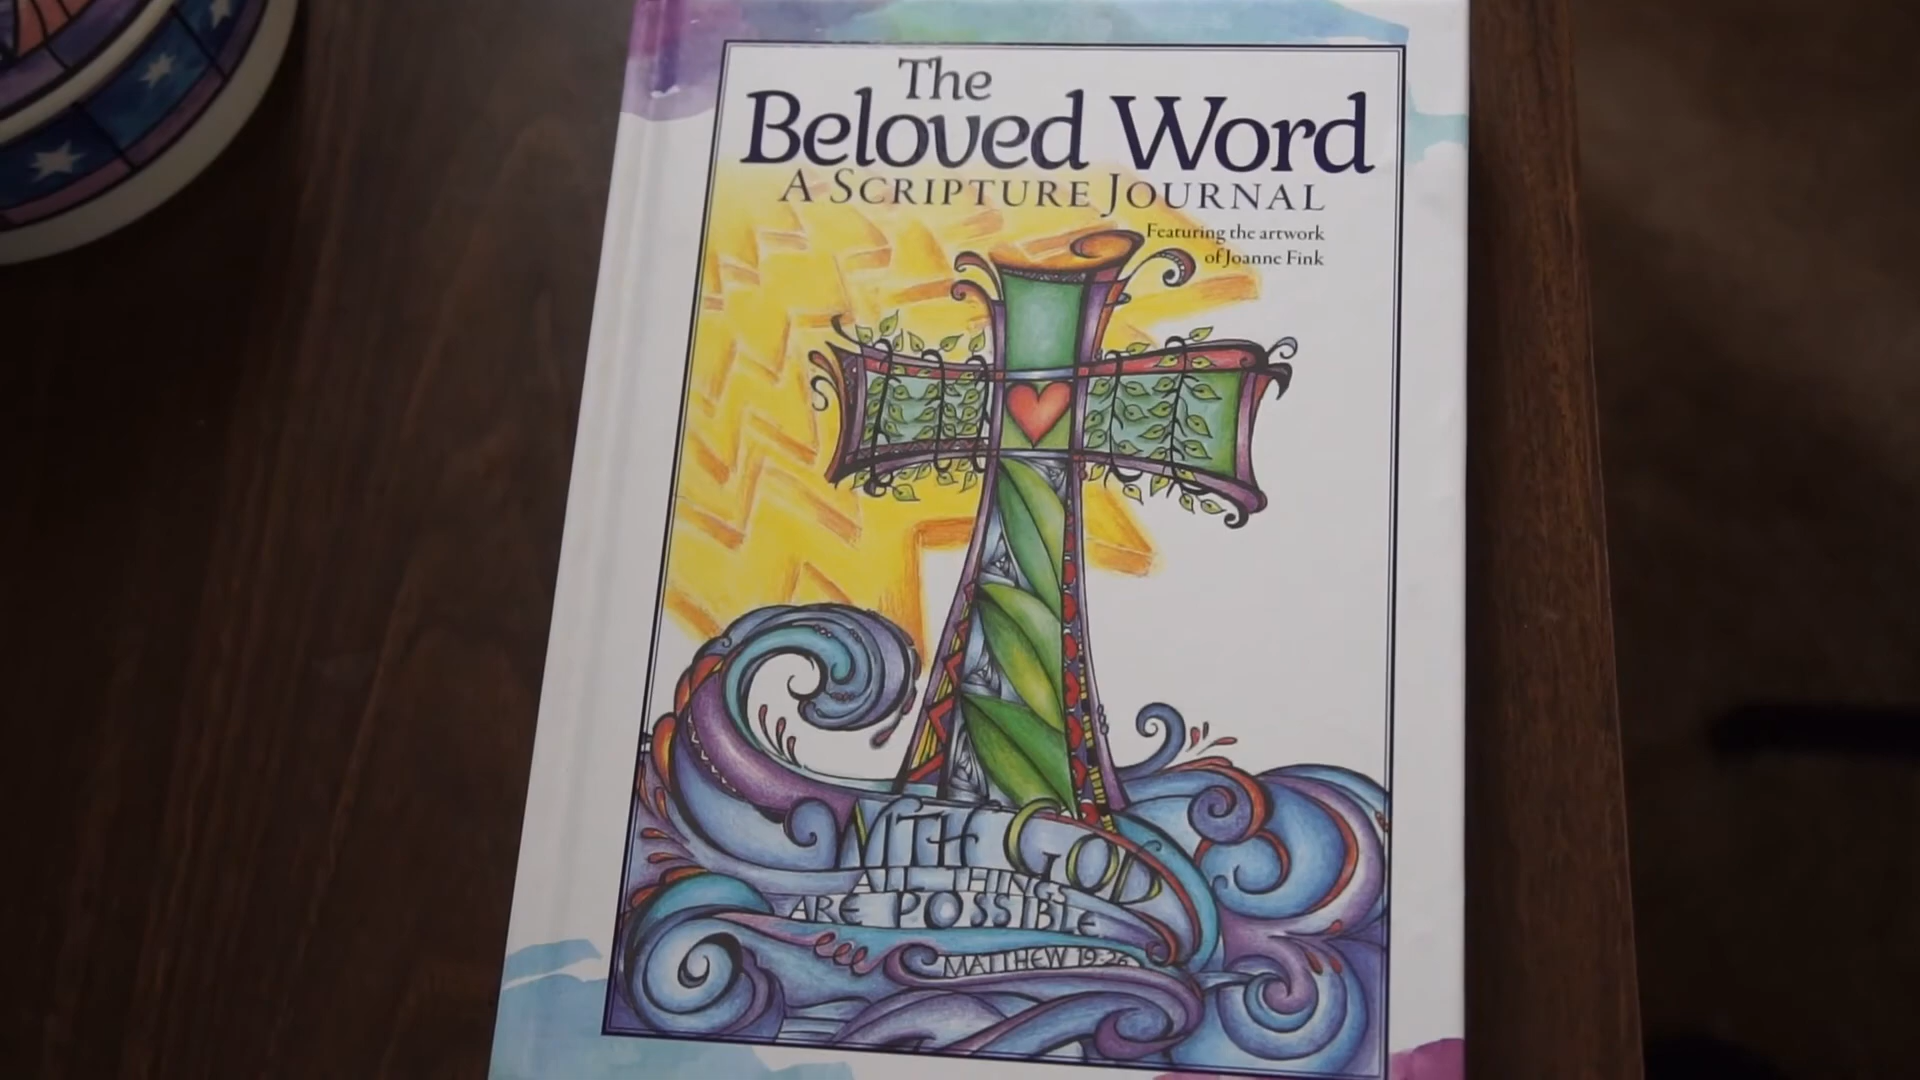 The
Beloved Word
A SCRIPTURE JOURNAL
Featuring the artwork
of Joanne Fink
WITH GOD
ALL THINGS
ARE POSSIBLE
MATTHEW 19:26